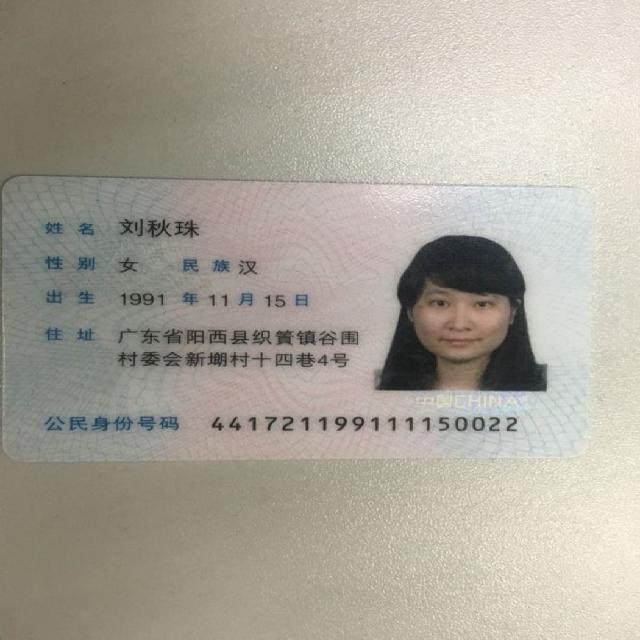 姓名 刘秋珠
性别 女 民族 汉
出生 1991 年 11 月 15 日
住址 广东省阳西县织篢镇谷围
村委会新塱村十四巷4号
中国CHINA
公民身份号码 441721199111150022